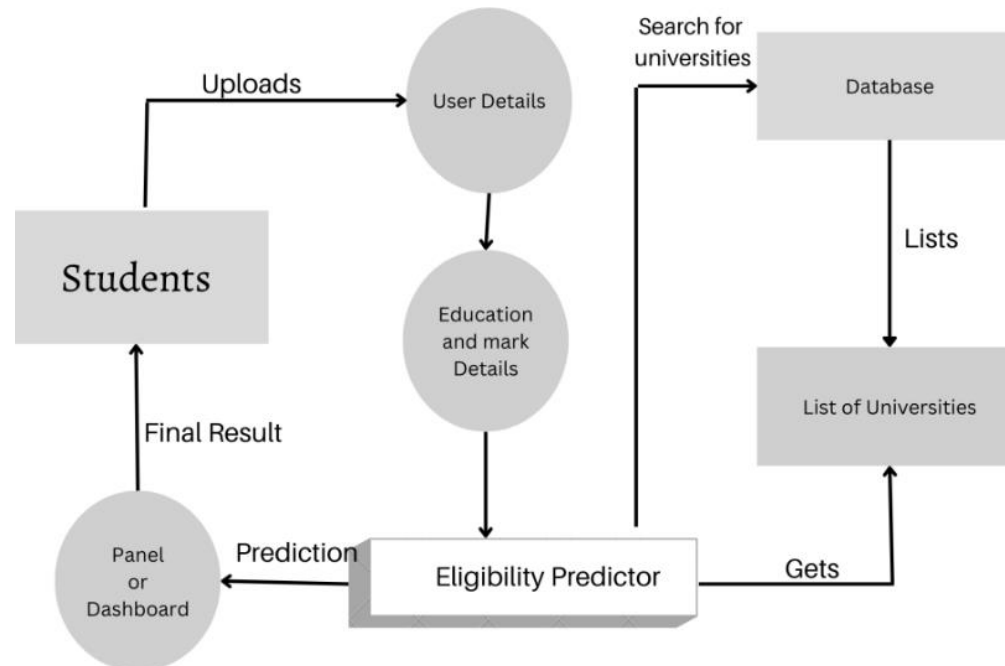 Search for
universities
Uploads
User Details
Database
Students
Lists
Education
and mark
Details
List of Universities
Final Result
Panel
or
Dashboard
Prediction
Eligibility Predictor
Gets